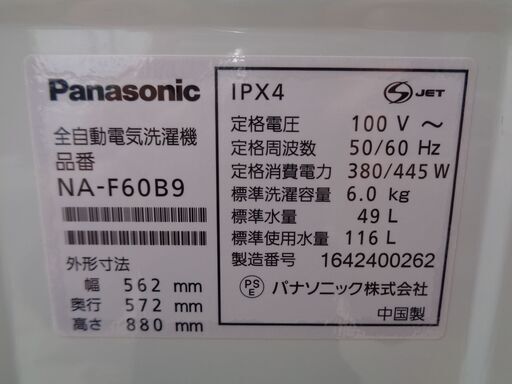 Panasonic
全自動電気洗濯機
品番
NA-F60B9
外形寸法
幅 562 mm
奥行 572 mm
高さ 880 mm
IPX4
S JET
定格電圧 100 V ～
定格周波数 50/60 Hz
定格消費電力 380/445 W
標準洗濯容量 6.0 kg
標準水量 49 L
標準使用水量 116 L
製造番号 1642400262
PS
E パナソニック株式会社
中国製